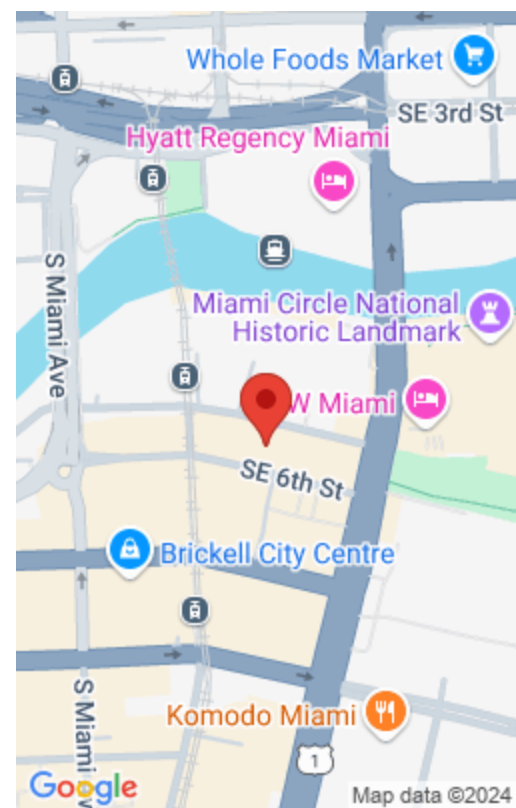 Whole Foods Market
SE 3rd St
Hyatt Regency Miami
S Miami Ave
Miami Circle National
Historic Landmark
W Miami
SE 6th St
Brickell City Centre
S Miami Av
Komodo Miami
1
Google
Map data ©2024